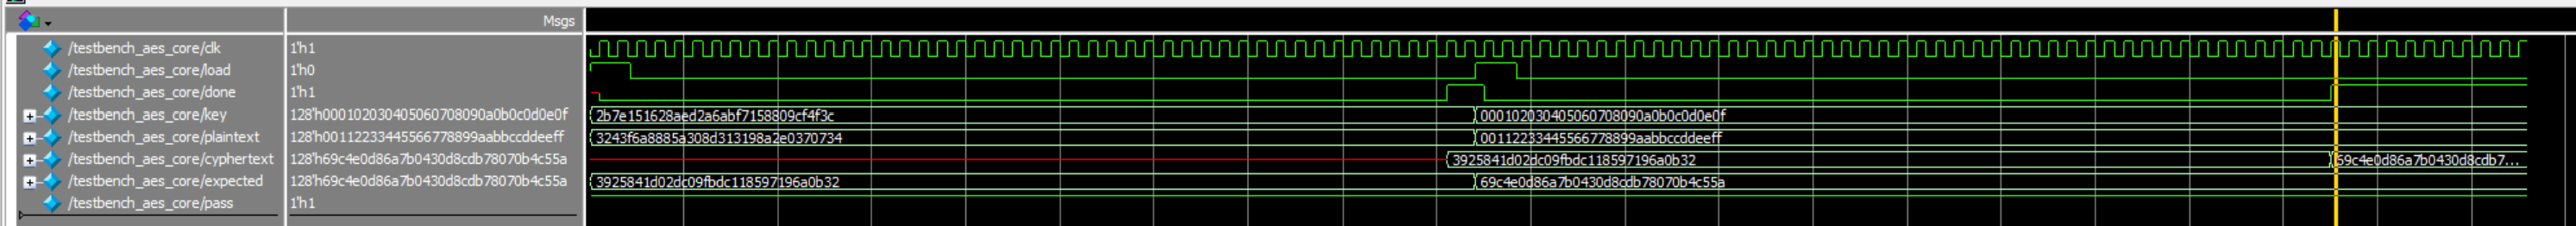 Msgs
/testbench_aes_core/clk 1'h1
/testbench_aes_core/load 1'h0
/testbench_aes_core/done 1'h1
/testbench_aes_core/key 128'h000102030405060708090a0b0c0d0e0f 2b7e151628aed2a6abf7158809cf4f3c 000102030405060708090a0b0c0d0e0f
/testbench_aes_core/plaintext 128'h00112233445566778899aabbccddeeff 3243f6a8885a308d313198a2e0370734 00112233445566778899aabbccddeeff
/testbench_aes_core/cyphertext 128'h69c4e0d86a7b0430d8cdb78070b4c55a 3925841d02dc09fbdc118597196a0b32 69c4e0d86a7b0430d8cdb7...
/testbench_aes_core/expected 128'h69c4e0d86a7b0430d8cdb78070b4c55a 3925841d02dc09fbdc118597196a0b32 69c4e0d86a7b0430d8cdb78070b4c55a
/testbench_aes_core/pass 1'h1